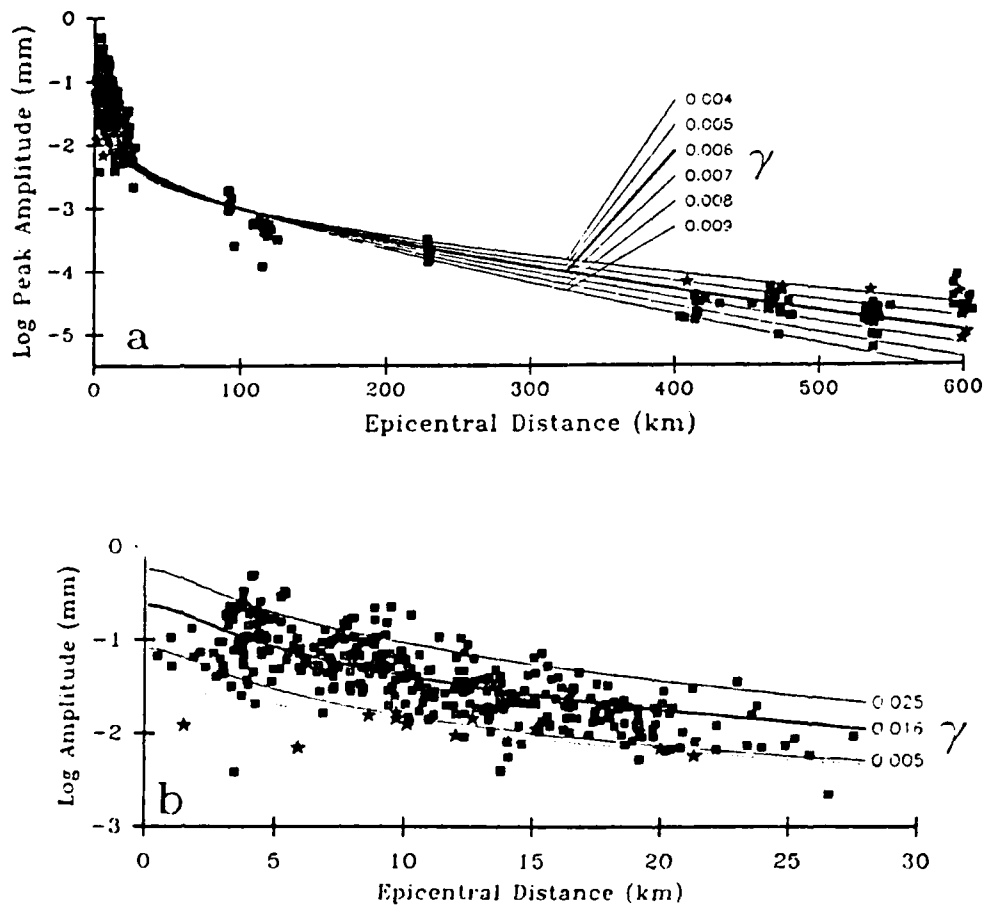 0
-1
-2
-3
-4
-5
Log Peak Amplitude (mm)
0.004
0.005
0.006
0.007
0.008
0.009
γ
a
0 100 200 300 400 500 600
Epicentral Distance (km)
0
-1
-2
-3
Log Amplitude (mm)
0.025
0.016
0.005
γ
b
0 5 10 15 20 25 30
Epicentral Distance (km)